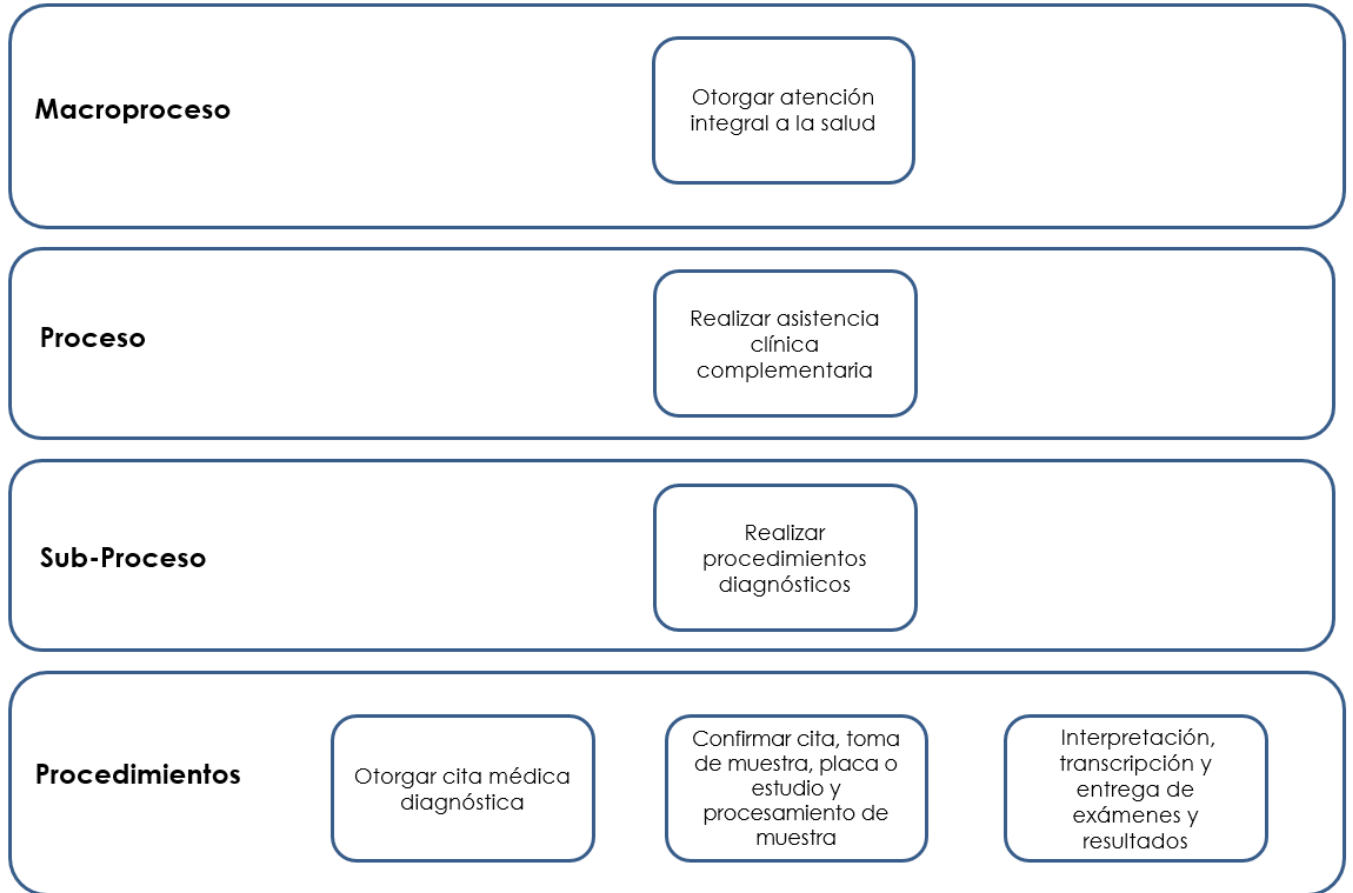 Macroproceso
Otorgar atención
integral a la salud
Proceso
Realizar asistencia
clínica
complementaria
Sub-Proceso
Realizar
procedimientos
diagnósticos
Procedimientos
Otorgar cita médica
diagnóstica
Confirmar cita, toma
de muestra, placa o
estudio y
procesamiento de
muestra
Interpretación,
transcripción y
entrega de
exámenes y
resultados